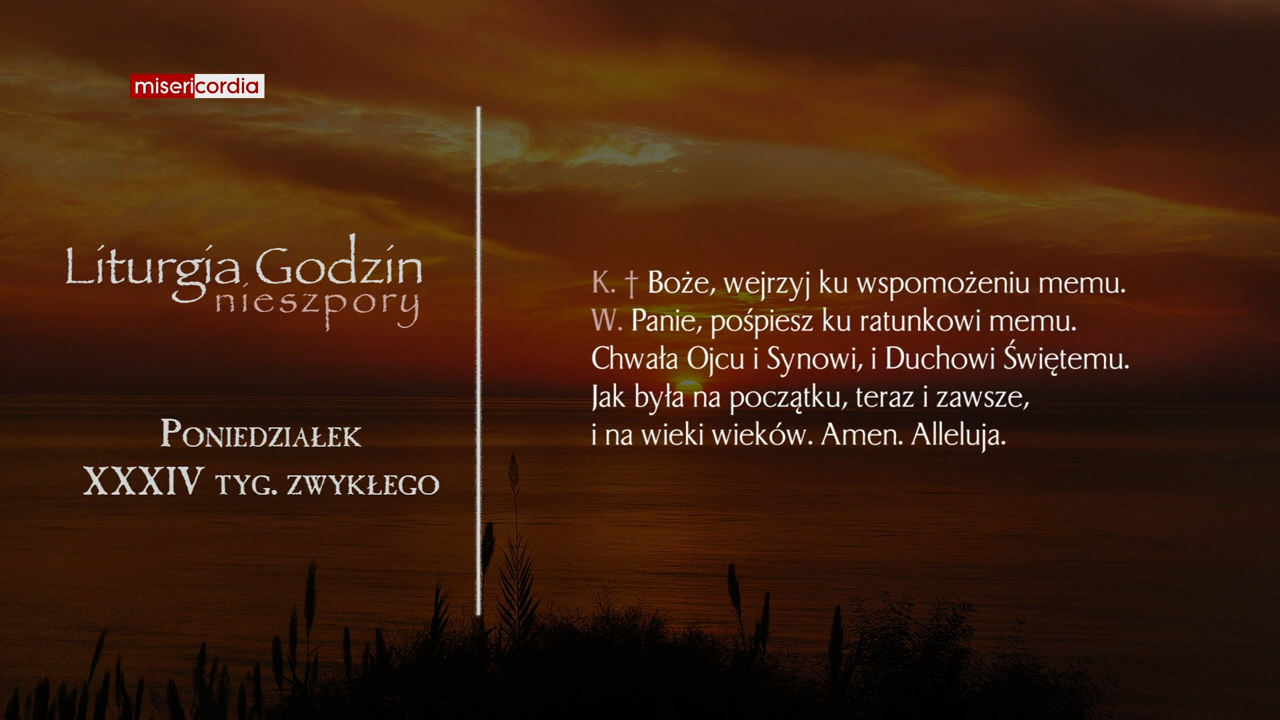 misericordia
Liturgia Godzin
nieszpory
Poniedziałek
XXXIV tyg. zwykłego
K. † Boże, wejrzyj ku wspomożeniu memu.
W. Panie, pośpiesz ku ratunkowi memu.
Chwała Ojcu i Synowi, i Duchowi Świętemu.
Jak była na początku, teraz i zawsze,
i na wieki wieków. Amen. Alleluja.